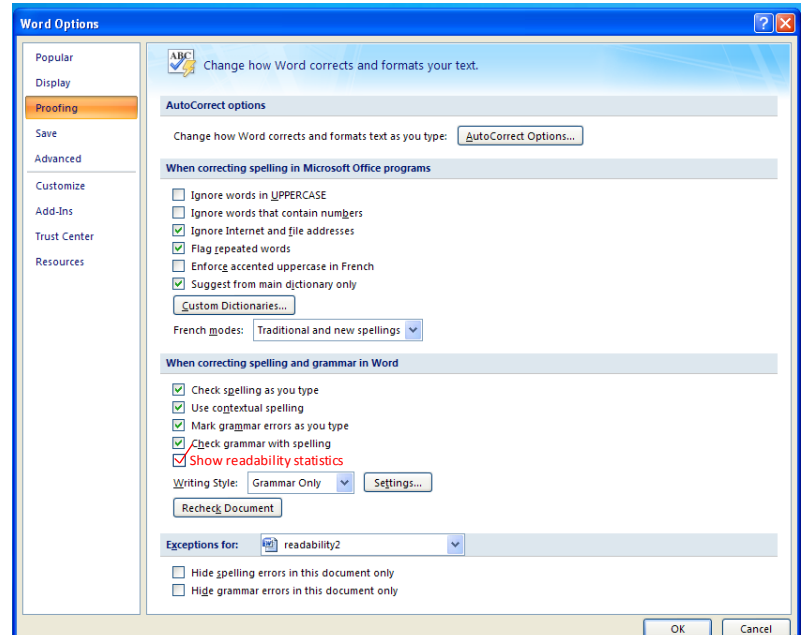 Word Options
Popular
Display
Proofing
Save
Advanced
Customize
Add-Ins
Trust Center
Resources
ABC
Change how Word corrects and formats your text.
AutoCorrect options
Change how Word corrects and formats text as you type: AutoCorrect Options...
When correcting spelling in Microsoft Office programs
Ignore words in UPPERCASE
Ignore words that contain numbers
Ignore Internet and file addresses
Flag repeated words
Enforce accented uppercase in French
Suggest from main dictionary only
Custom Dictionaries...
French modes: Traditional and new spellings
When correcting spelling and grammar in Word
Check spelling as you type
Use contextual spelling
Mark grammar errors as you type
Check grammar with spelling
Show readability statistics
Writing Style: Grammar Only Settings...
Recheck Document
Exceptions for: readability2
Hide spelling errors in this document only
Hide grammar errors in this document only
OK Cancel